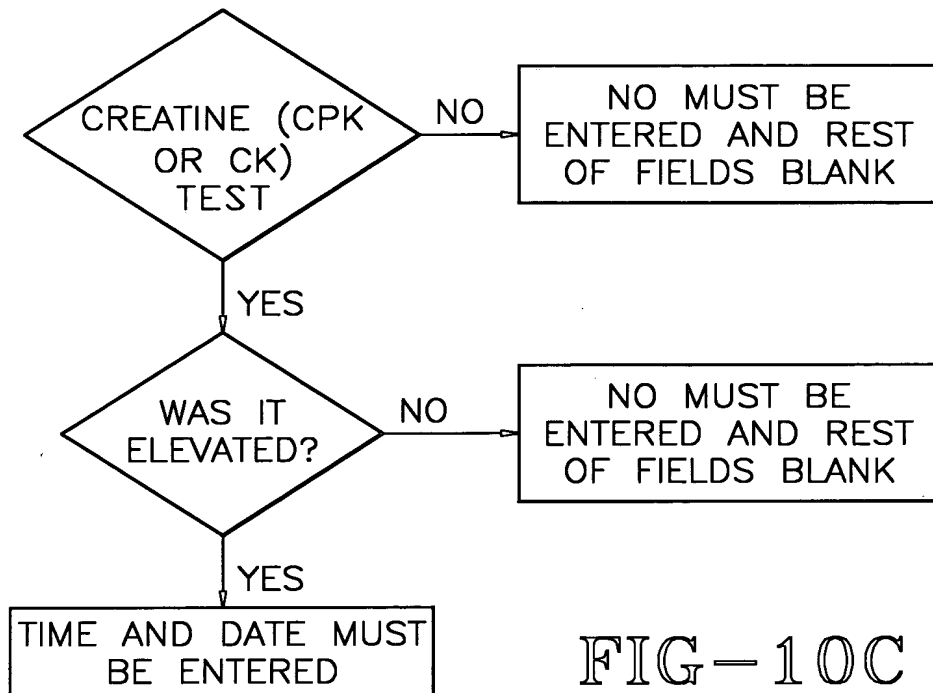 CREATINE (CPK
OR CK)
TEST
NO
NO MUST BE
ENTERED AND REST
OF FIELDS BLANK
YES
WAS IT
ELEVATED?
NO
NO MUST BE
ENTERED AND REST
OF FIELDS BLANK
YES
TIME AND DATE MUST
BE ENTERED
FIG-10C